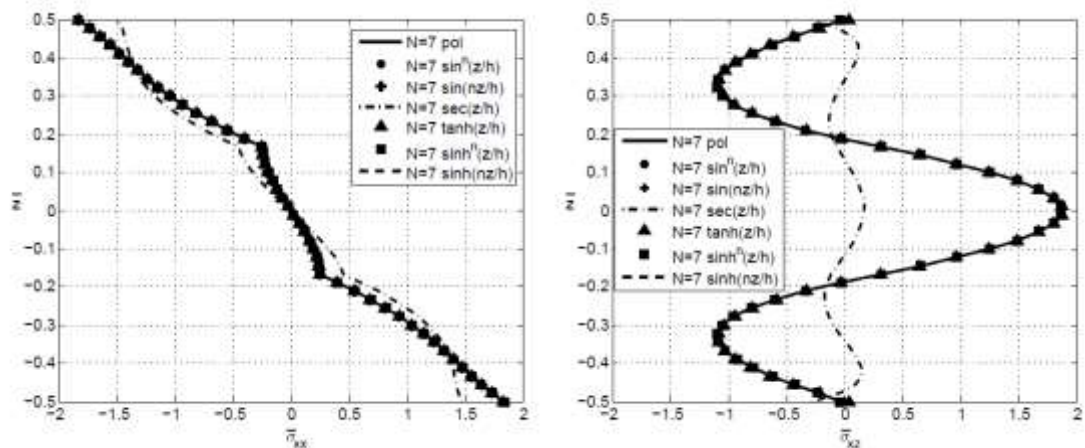 0.5
0.4
0.3
0.2
0.1
0
-0.1
-0.2
-0.3
-0.4
-0.5
z̄
-2
-1.5
-1
-0.5
0
0.5
1
1.5
2
σ̄xx
N=7 pol
N=7 sinⁿ(z/h)
N=7 sin(nz/h)
N=7 sec(z/h)
N=7 tanh(z/h)
N=7 sinhⁿ(z/h)
N=7 sinh(nz/h)
0.5
0.4
0.3
0.2
0.1
0
-0.1
-0.2
-0.3
-0.4
-0.5
z̄
-2
-1.5
-1
-0.5
0
0.5
1
1.5
2
σ̄xz
N=7 pol
N=7 sinⁿ(z/h)
N=7 sin(nz/h)
N=7 sec(z/h)
N=7 tanh(z/h)
N=7 sinhⁿ(z/h)
N=7 sinh(nz/h)